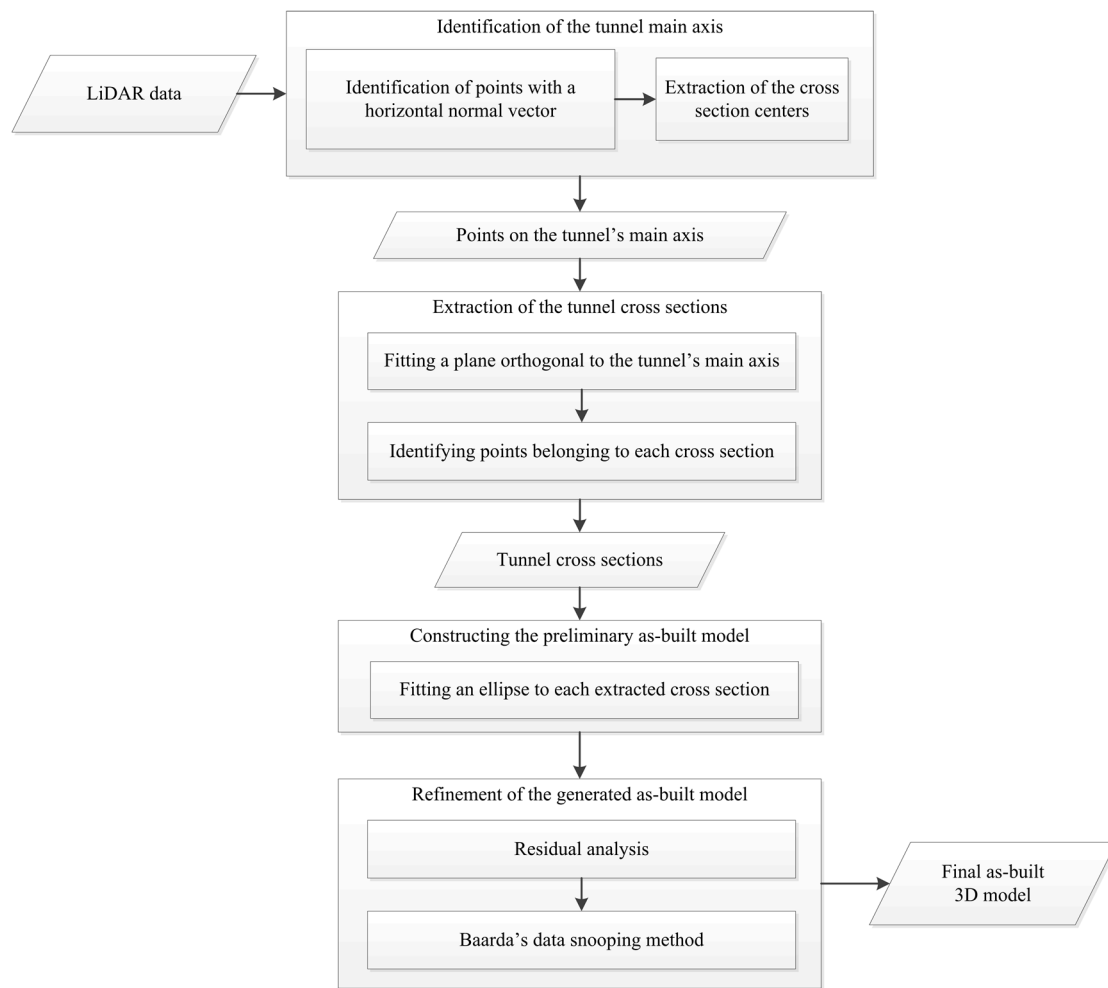 Identification of the tunnel main axis
LiDAR data
Identification of points with a
horizontal normal vector
Extraction of the cross
section centers
Points on the tunnel's main axis
Extraction of the tunnel cross sections
Fitting a plane orthogonal to the tunnel's main axis
Identifying points belonging to each cross section
Tunnel cross sections
Constructing the preliminary as-built model
Fitting an ellipse to each extracted cross section
Refinement of the generated as-built model
Residual analysis
Baarda's data snooping method
Final as-built
3D model